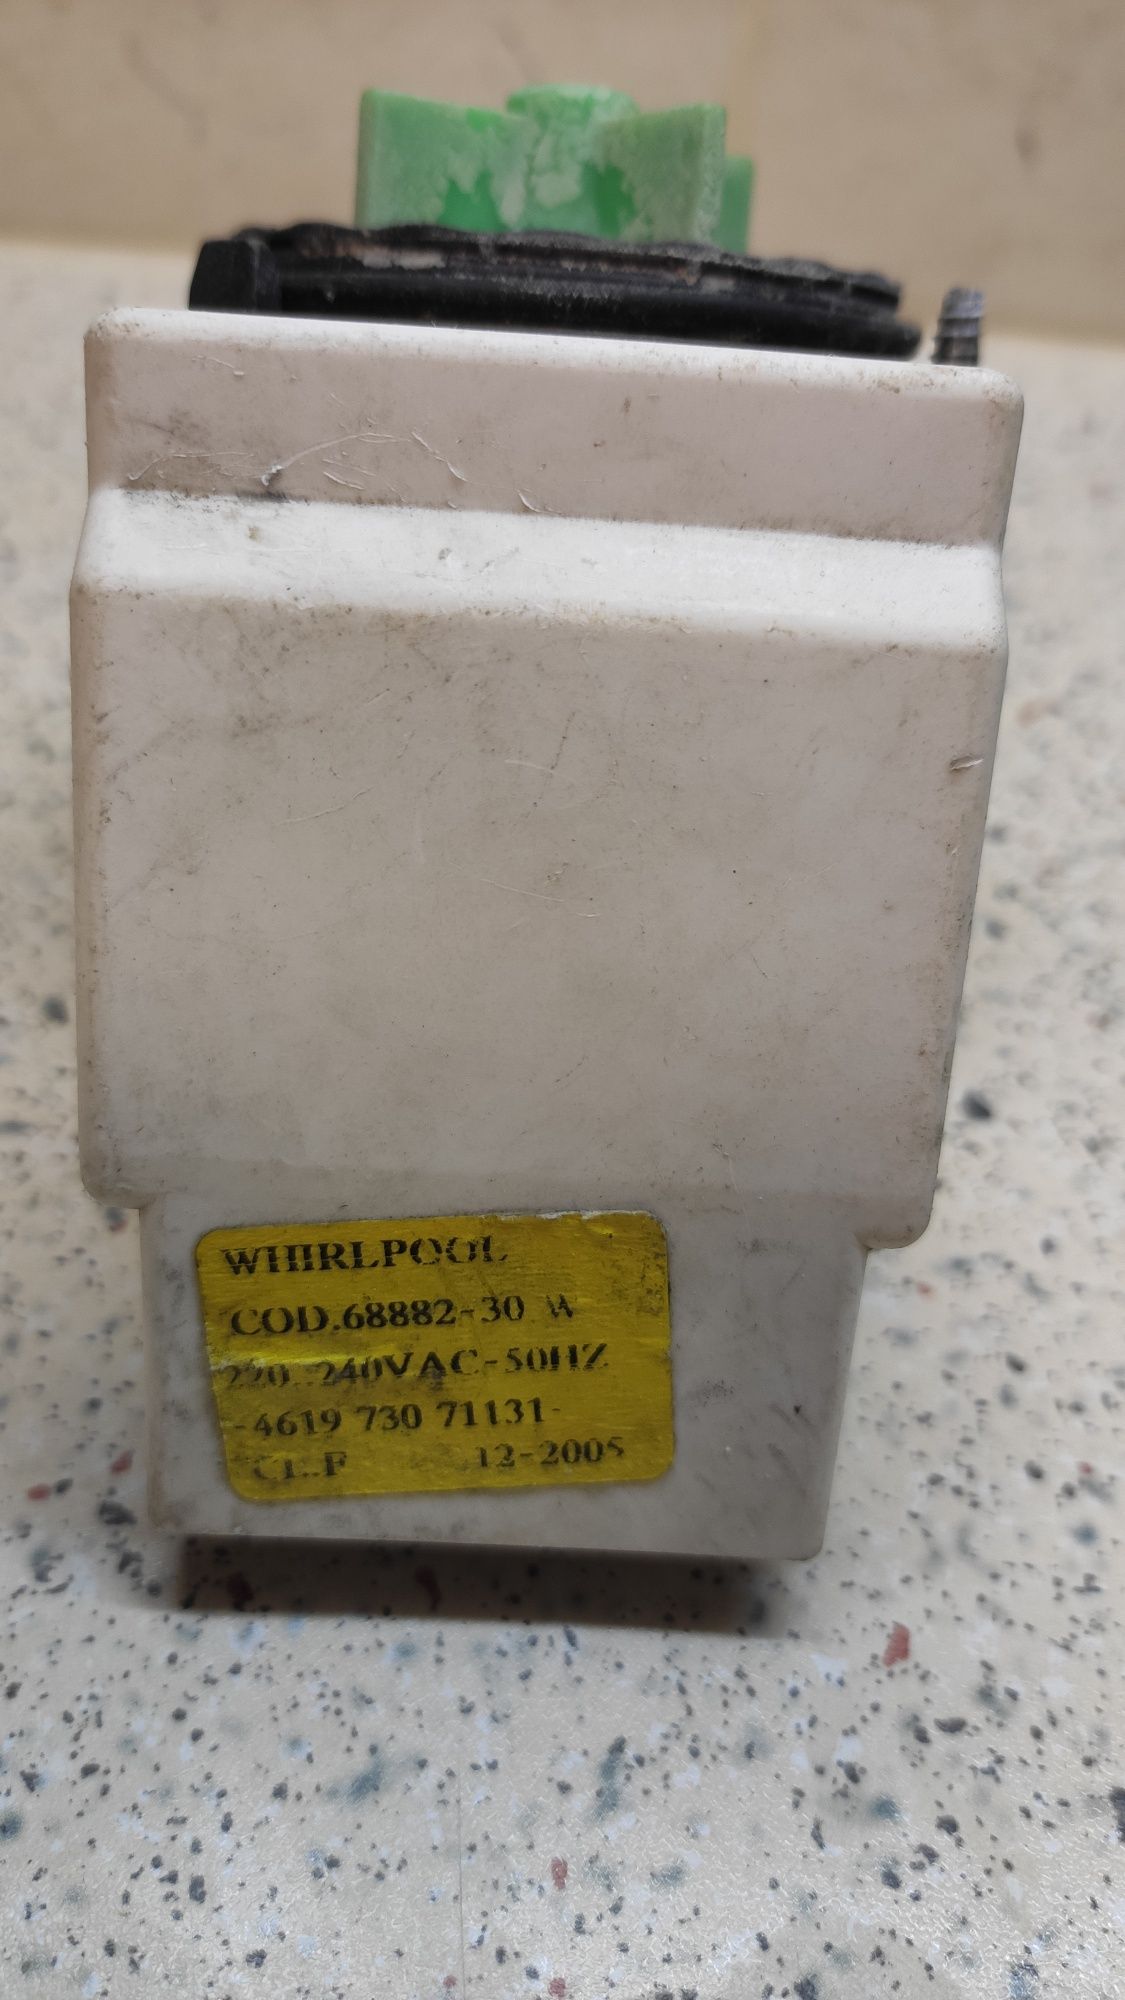 WHIRLPOOL
COD.68882-30 W
220..240VAC-50HZ
-4619 730 71131-
CL.F 12-2005